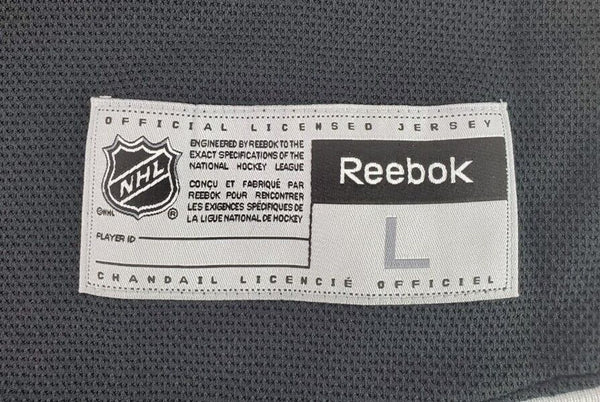 OFFICIAL LICENSED JERSEY
NHL
©NHL
®
ENGINEERED BY REEBOK TO THE
EXACT SPECIFICATIONS OF THE
NATIONAL HOCKEY LEAGUE
CONÇU ET FABRIQUÉ PAR
REEBOK POUR RENCONTRER
LES EXIGENCES SPÉCIFIQUES DE
LA LIGUE NATIONAL DE HOCKEY
PLAYER ID
Reebok
L
CHANDAIL LICENCIÉ OFFICIEL